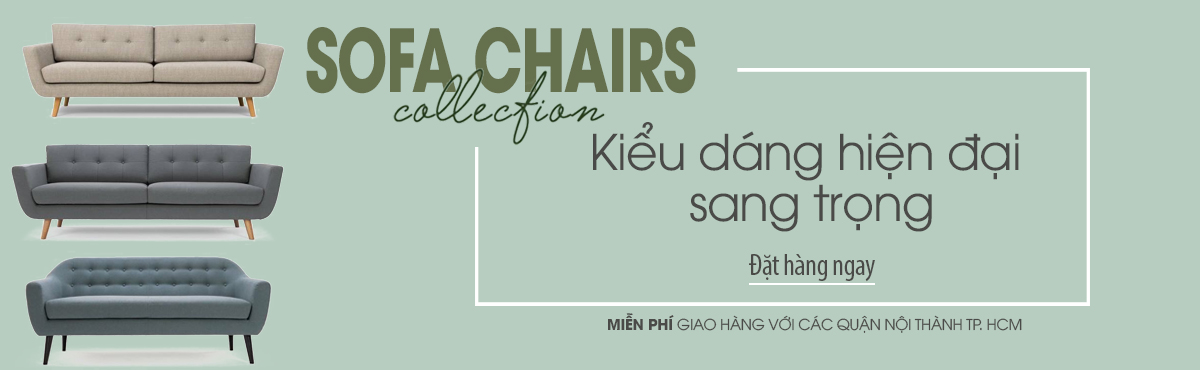 SOFA CHAIRS
collection
Kiểu dáng hiện đại
sang trọng
Đặt hàng ngay
MIỄN PHÍ GIAO HÀNG VỚI CÁC QUẬN NỘI THÀNH TP. HCM